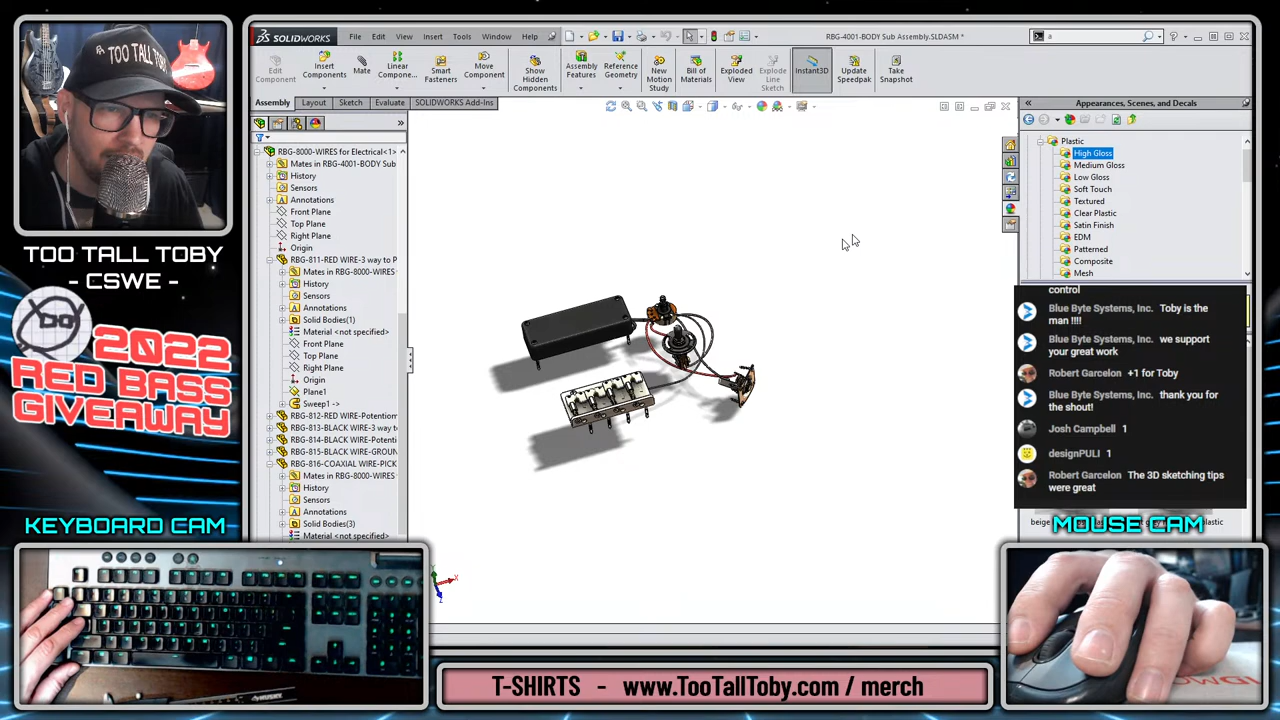 TOO TALL TOBY
TOO TALL TOBY
- CSWE -
2022
RED BASS
GIVEAWAY
KEYBOARD CAM
SOLIDWORKS
File
Edit
View
Insert
Tools
Window
RBG-4001-BODY Sub Assembly.SLDASM *
a
Edit
Component
Insert
Components
Mate
Linear
Compone...
Smart
Fasteners
Move
Component
Show
Hidden
Components
Assembly
Features
Reference
Geometry
New
Motion
Study
Bill of
Materials
Exploded
View
Explode
Line
Sketch
Instant3D
Update
Speedpak
Take
Snapshot
Assembly
Layout
Sketch
Evaluate
SOLIDWORKS Add-Ins
RBG-8000-WIRES for Electrical<1>
Mates in RBG-4001-BODY Sub
History
Sensors
Annotations
Front Plane
Top Plane
Right Plane
Origin
RBG-811-RED WIRE-3 way to P
Mates in RBG-8000-WIRES
History
Sensors
Annotations
Solid Bodies(1)
Material <not specified>
Front Plane
Top Plane
Right Plane
Origin
Plane1
Sweep1 ->
RBG-812-RED WIRE-Potentiom
RBG-813-BLACK WIRE-3 way t
RBG-814-BLACK WIRE-Potenti
RBG-815-BLACK WIRE-GROUN
RBG-816-COAXIAL WIRE-PICK
Mates in RBG-8000-WIRES
History
Sensors
Annotations
Solid Bodies(3)
Material <not specified>
X
Z
Appearances, Scenes, and Decals
Plastic
High Gloss
Medium Gloss
Low Gloss
Soft Touch
Textured
Clear Plastic
Satin Finish
EDM
Patterned
Composite
Mesh
control
Blue Byte Systems, Inc. Toby is the
man !!!!
Blue Byte Systems, Inc. we support
your great work
Robert Garcelon +1 for Toby
Blue Byte Systems, Inc. thank you for
the shout!
Josh Campbell 1
designPULI 1
Robert Garcelon The 3D sketching tips
were great
MOUSE CAM
T-SHIRTS - www.TooTallToby.com / merch